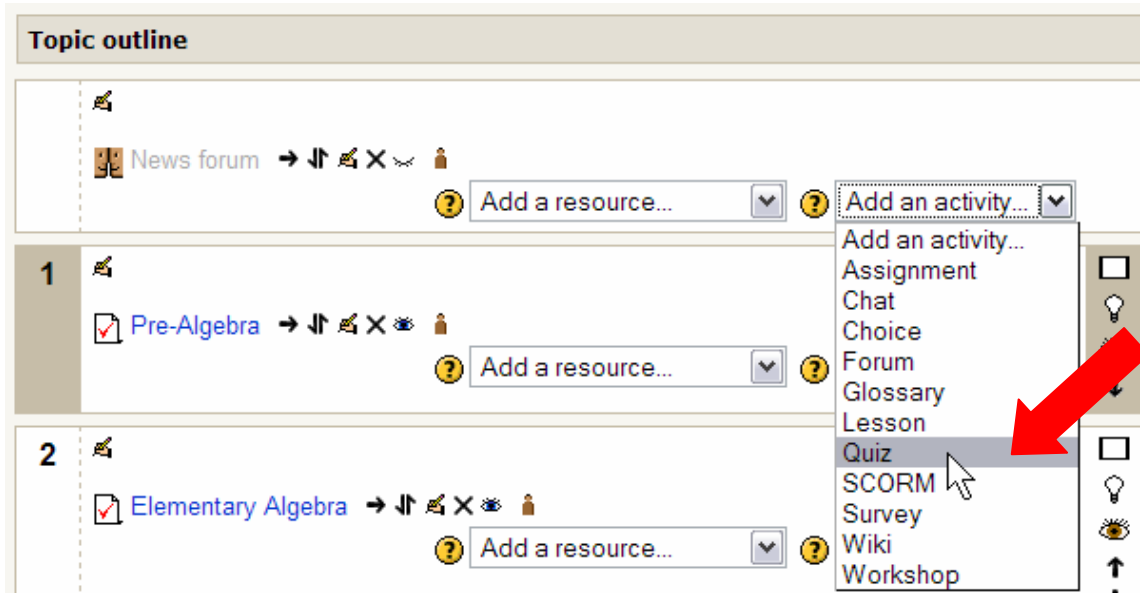 Topic outline
News forum
Add a resource... Add an activity...
Add an activity...
1
Assignment
Chat
Pre-Algebra
Choice
Add a resource... Forum
Glossary
Lesson
2
Quiz
SCORM
Elementary Algebra
Survey
Add a resource... Wiki
Workshop